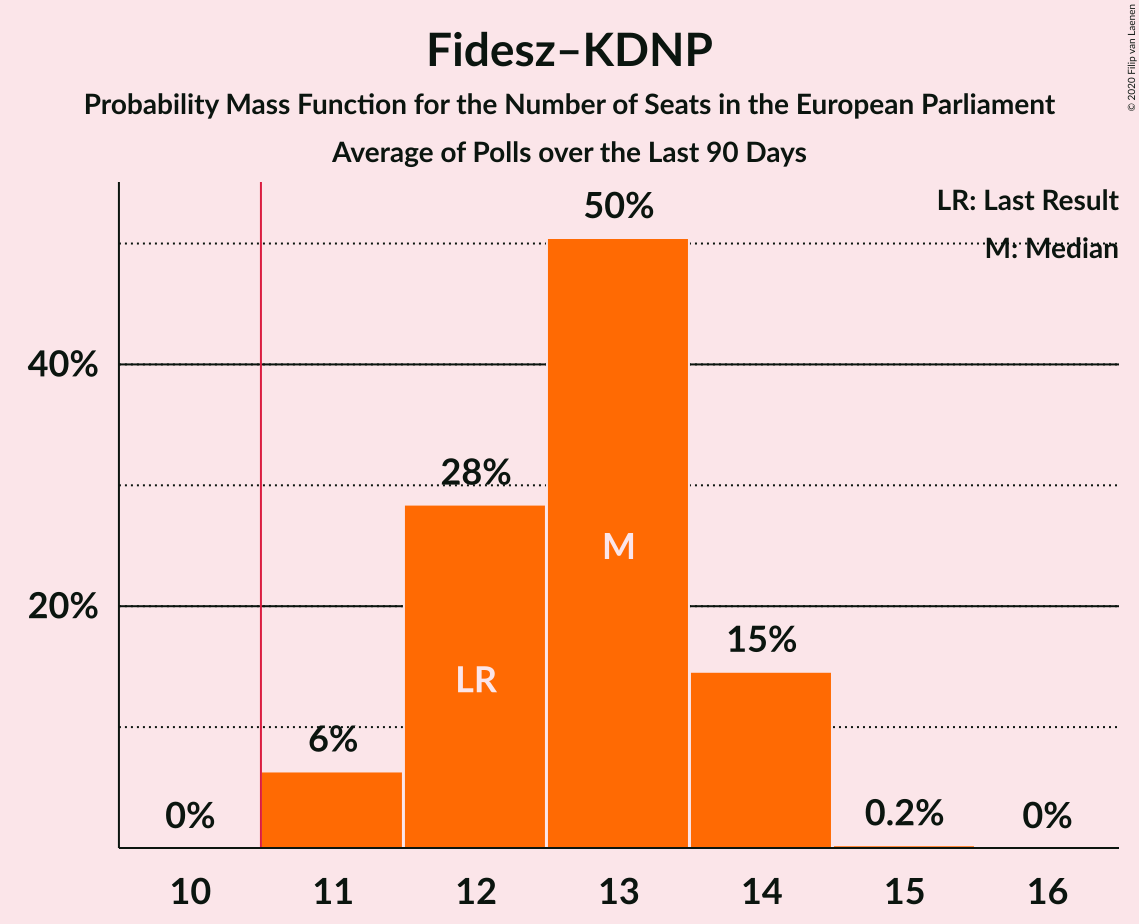 Fidesz–KDNP
Probability Mass Function for the Number of Seats in the European Parliament
Average of Polls over the Last 90 Days
© 2020 Filip van Laenen
LR: Last Result
M: Median
50%
40%
28%
M
20%
15%
LR
6%
0%
0.2%
0%
10 11 12 13 14 15 16